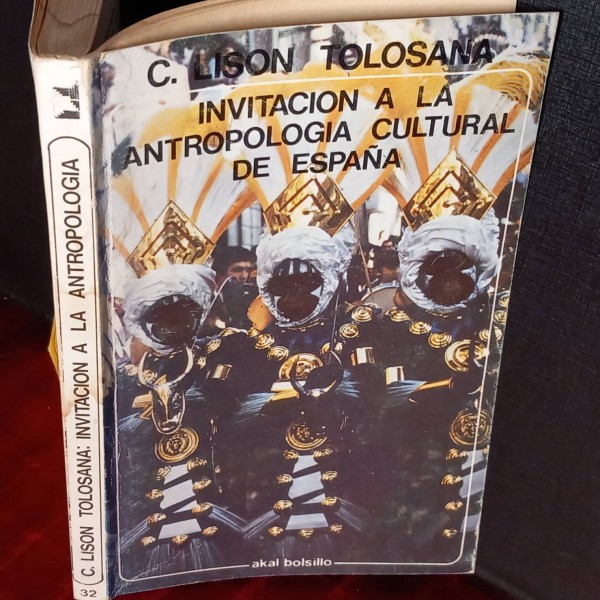 C. LISON TOLOSANA
INVITACION A LA
ANTROPOLOGIA CULTURAL
DE ESPAÑA
akal bolsillo
C. LISON TOLOSANA: INVITACION A LA ANTROPOLOGIA
32